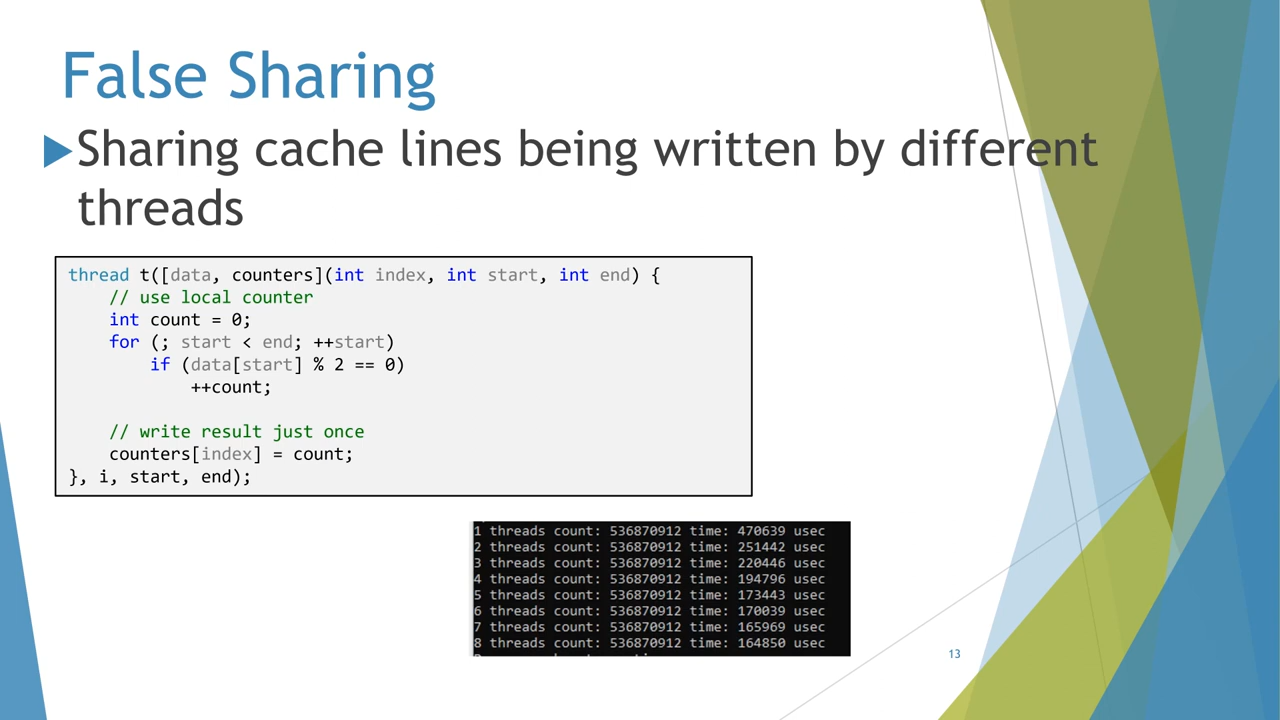 False Sharing
Sharing cache lines being written by different
threads
thread t([data, counters](int index, int start, int end) {
    // use local counter
    int count = 0;
    for (; start < end; ++start)
        if (data[start] % 2 == 0)
            ++count;
    // write result just once
    counters[index] = count;
}, i, start, end);
1 threads count: 536870912 time: 470639 usec
2 threads count: 536870912 time: 251442 usec
3 threads count: 536870912 time: 220446 usec
4 threads count: 536870912 time: 194796 usec
5 threads count: 536870912 time: 173443 usec
6 threads count: 536870912 time: 170039 usec
7 threads count: 536870912 time: 165969 usec
8 threads count: 536870912 time: 164850 usec
13